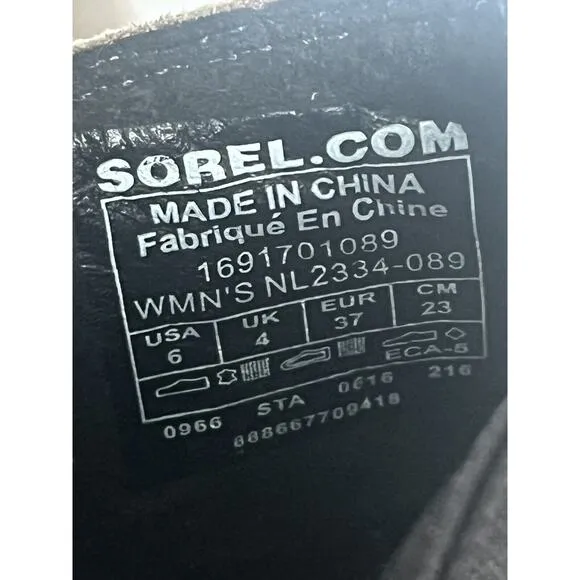 SOREL.COM
MADE IN CHINA
Fabriqué En Chine
1691701089
WMN'S NL2334-089
USA UK EUR CM
6 4 37 23
ECA-5
0966 STA 0616 216
888667709418